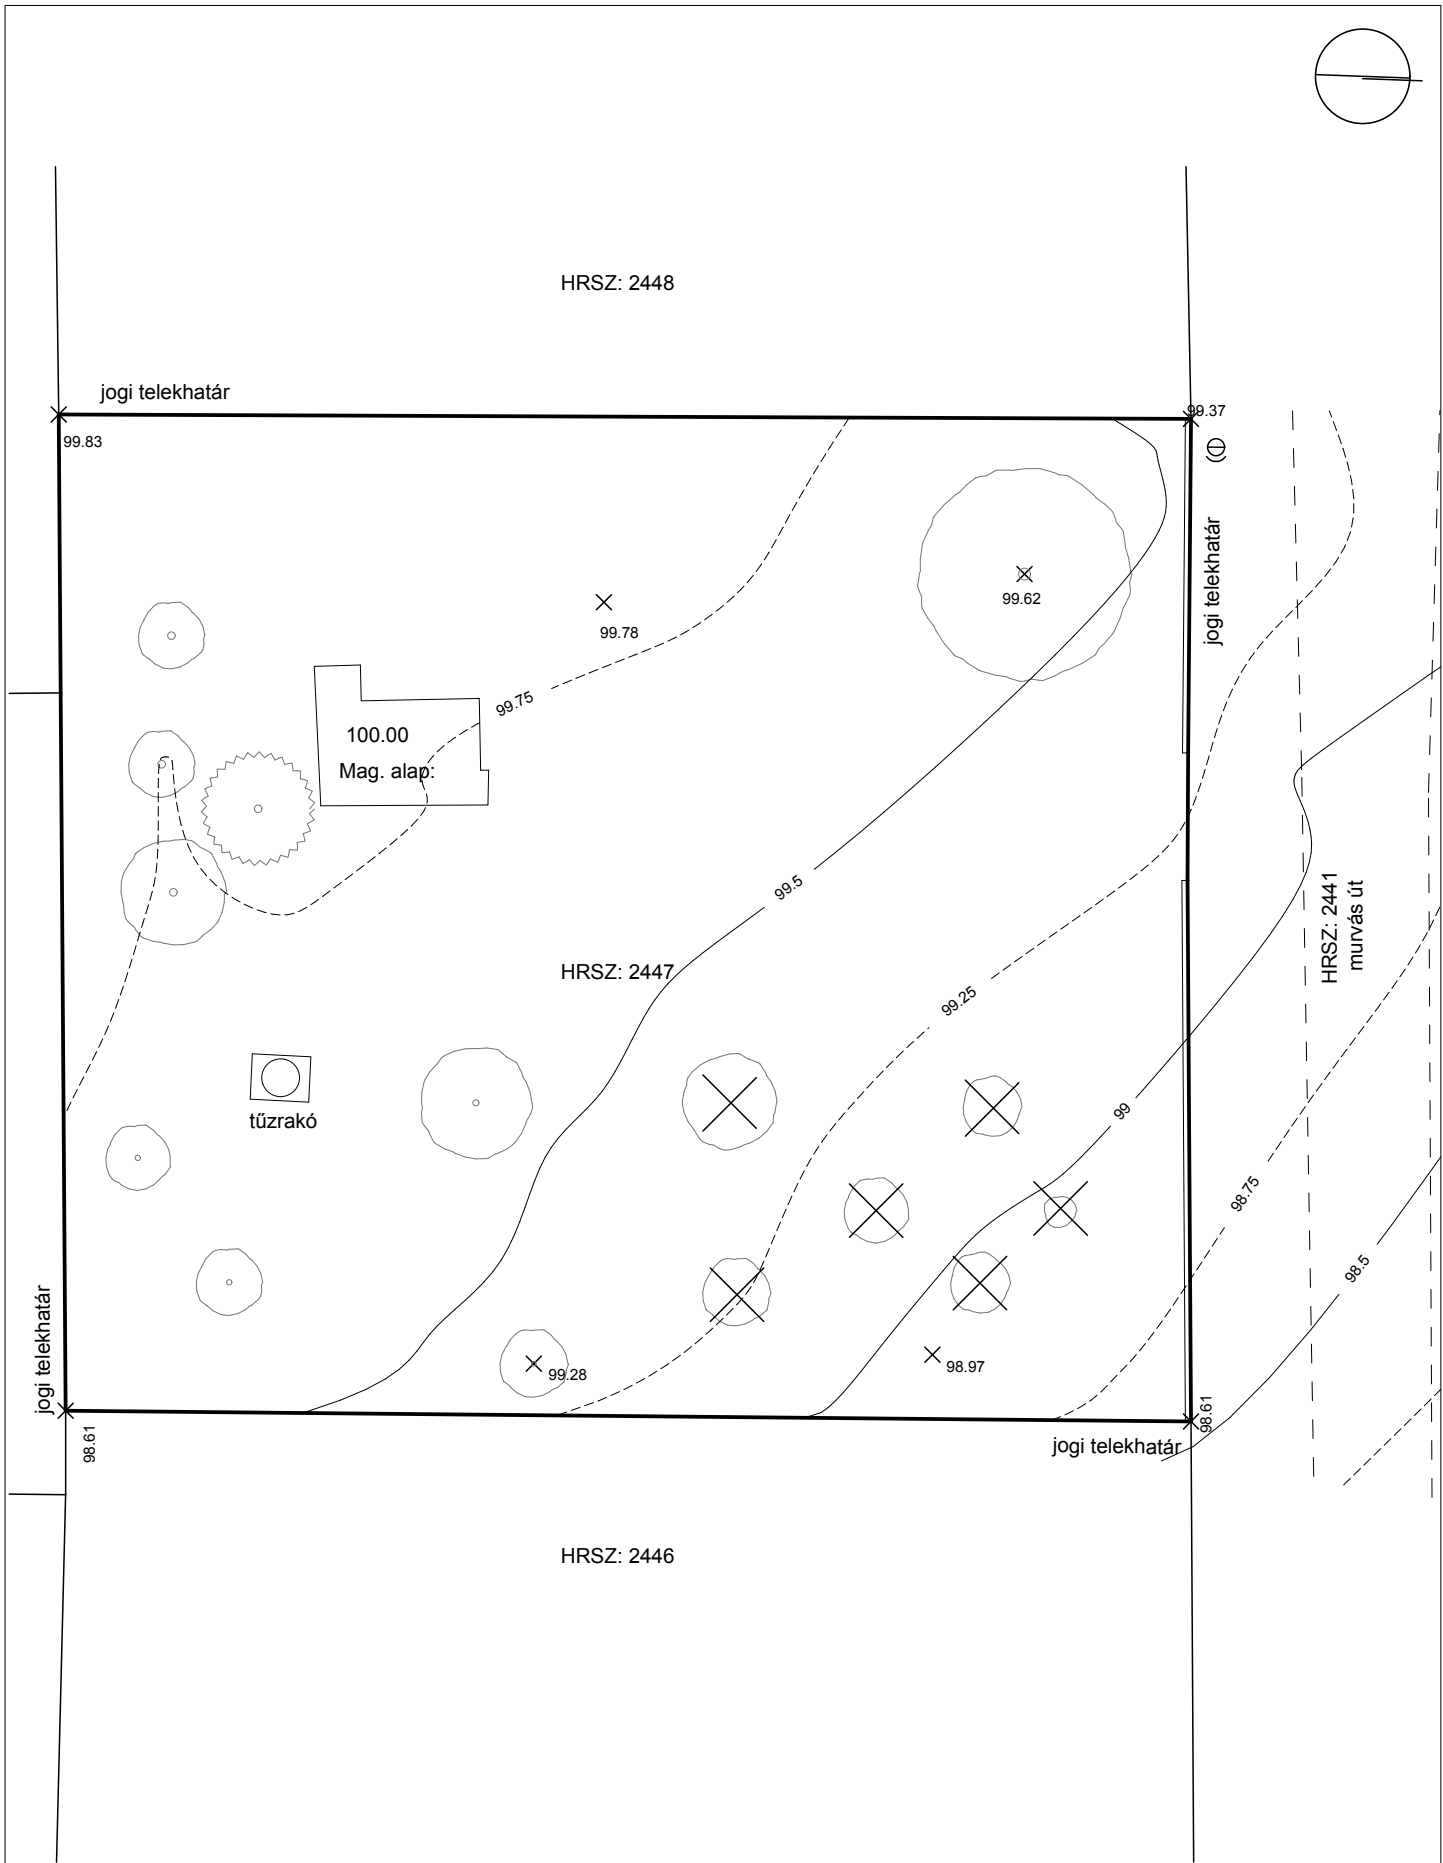 HRSZ: 2448
jogi telekhatár
99.37
99.83
jogi telekhatár
99.62
99.78
99.75
100.00
Mag. alap:
99.5
HRSZ: 2441
murvás út
HRSZ: 2447
99.25
99
tűzrakó
98.75
98.5
jogi telekhatár
99.28
98.97
98.61
98.61
jogi telekhatár
HRSZ: 2446